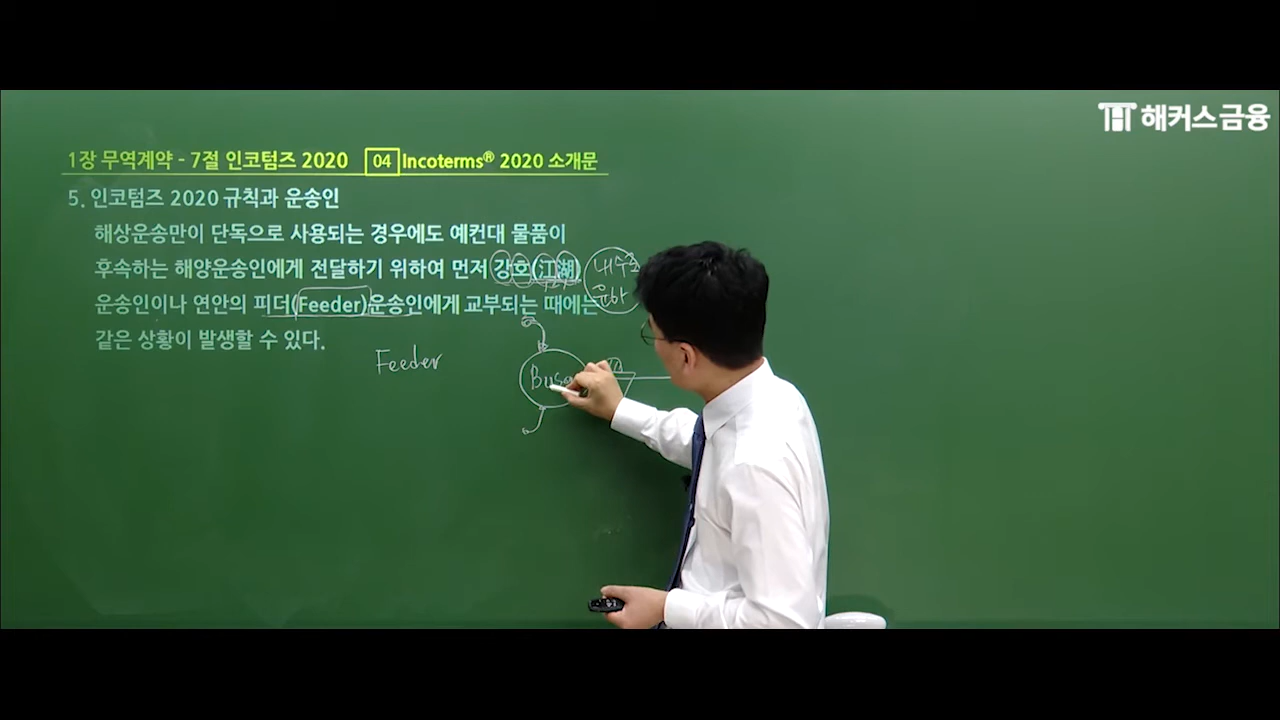 해커스금융
1장 무역계약 - 7절 인코텀즈 2020 04 Incoterms® 2020 소개문
5. 인코텀즈 2020 규칙과 운송인
해상운송만이 단독으로 사용되는 경우에도 예컨대 물품이
후속하는 해양운송인에게 전달하기 위하여 먼저 강호(江湖)
운송인이나 연안의 피더(Feeder)운송인에게 교부되는 때에는
같은 상황이 발생할 수 있다.
Feeder